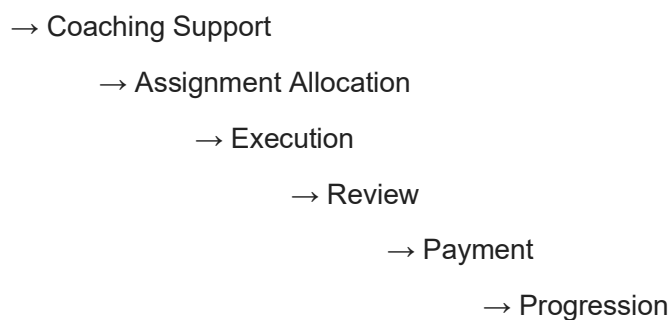 → Coaching Support
→ Assignment Allocation
→ Execution
→ Review
→ Payment
→ Progression